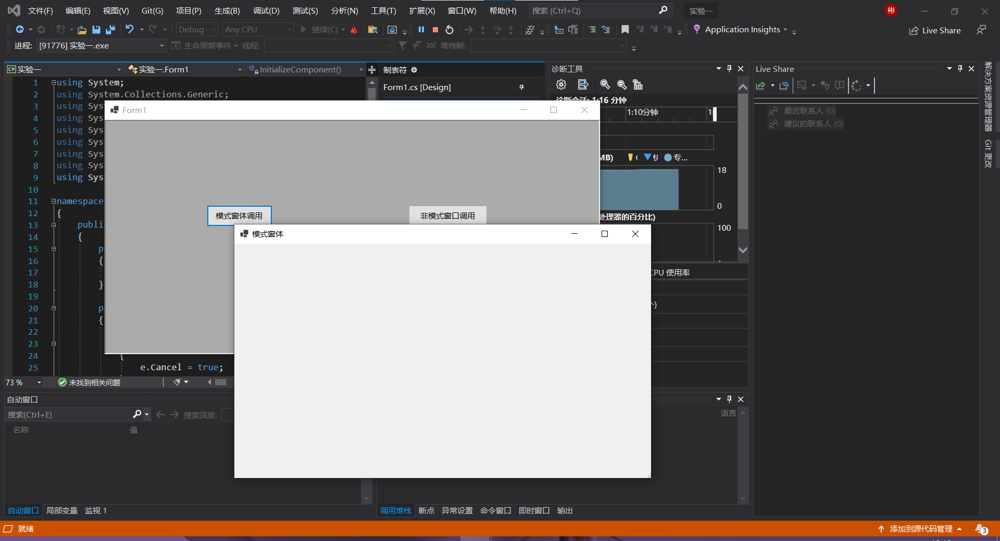 文件(F) 编辑(E) 视图(V) Git(G) 项目(P) 生成(B) 调试(D) 测试(S) 分析(N) 工具(T) 扩展(X) 窗口(W) 帮助(H) 搜索 (Ctrl+Q) 实验一 彬
Debug Any CPU 继续(C) Application Insights Live Share
进程: [91776] 实验一.exe 生命周期事件 线程: 堆栈帧:
C# 实验一 实验一.Form1 InitializeComponent() 制表符
Form1.cs [Design]
1 using System;
2 using System.Collections.Generic;
3 using Sys
4 using Sys
5 using Sys
6 using Sys
7 using Sys
8 using Sys
9 using Sys
10
11 namespace
12 {
13 publi
14 {
15 p
16 {
17
18 }
19
20 p
21 {
22
23
24 {
25 e.Cancel = true;
73 % 未找到相关问题
Form1
模式窗体调用
非模式窗口调用
模式窗体
诊断工具
诊断会话: 1:16 分钟
1:10分钟
MB) 专...
18
0
处理器的百分比)
100
CPU 使用率
Live Share
最近联系人 (0)
建议的联系人 (0)
解决方案资源管理器
Git 更改
自动窗口
搜索(Ctrl+E) 搜索深度:
名称 值
语言
自动窗口 局部变量 监视 1
调用堆栈 断点 异常设置 命令窗口 即时窗口 输出
就绪
添加到源代码管理 3